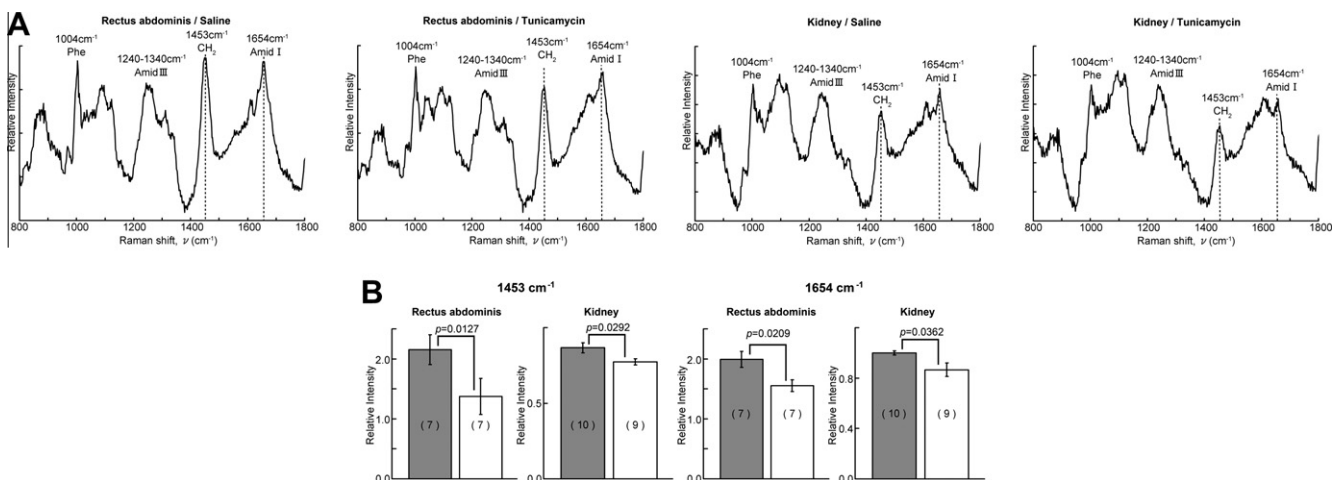 A
Rectus abdominis / Saline
1004cm-1
Phe
1240-1340cm-1
Amid Ⅲ
1453cm-1
CH2
1654cm-1
Amid Ⅰ
Relative Intensity
800 1000 1200 1400 1600 1800
Raman shift, ν (cm-1)
Rectus abdominis / Tunicamycin
1004cm-1
Phe
1240-1340cm-1
Amid Ⅲ
1453cm-1
CH2
1654cm-1
Amid Ⅰ
Relative Intensity
800 1000 1200 1400 1600 1800
Raman shift, ν (cm-1)
Kidney / Saline
1004cm-1
Phe
1240-1340cm-1
Amid Ⅲ
1453cm-1
CH2
1654cm-1
Amid Ⅰ
Relative Intensity
800 1000 1200 1400 1600 1800
Raman shift, ν (cm-1)
Kidney / Tunicamycin
1004cm-1
Phe
1240-1340cm-1
Amid Ⅲ
1453cm-1
CH2
1654cm-1
Amid Ⅰ
Relative Intensity
800 1000 1200 1400 1600 1800
Raman shift, ν (cm-1)
B
1453 cm-1
Rectus abdominis
p=0.0127
Relative Intensity
2.0
1.0
0.0
( 7 ) ( 7 )
Kidney
p=0.0292
Relative Intensity
0.5
0.0
( 10 ) ( 9 )
1654 cm-1
Rectus abdominis
p=0.0209
Relative Intensity
2.0
1.0
0.0
( 7 ) ( 7 )
Kidney
p=0.0362
Relative Intensity
0.8
0.4
0.0
( 10 ) ( 9 )